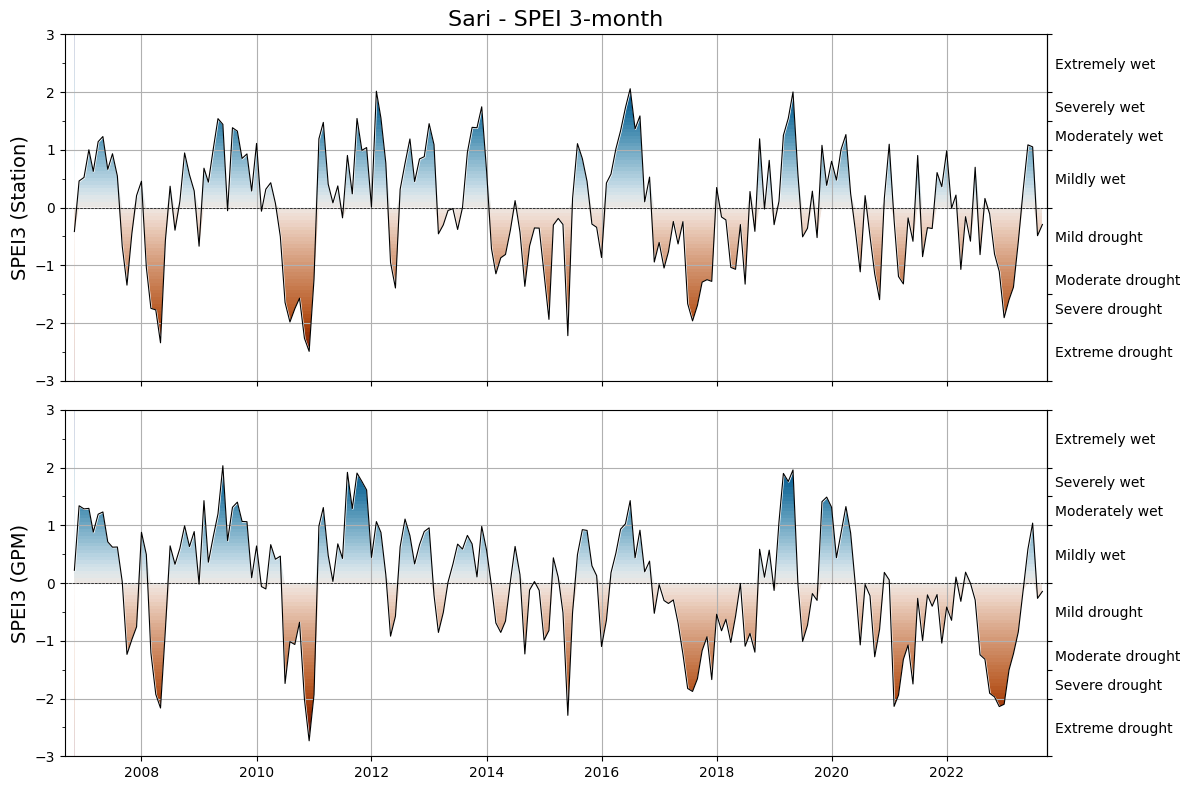 Sari - SPEI 3-month
SPEI3 (Station)
3
2
1
0
−1
−2
−3
Extremely wet
Severely wet
Moderately wet
Mildly wet
Mild drought
Moderate drought
Severe drought
Extreme drought
SPEI3 (GPM)
3
2
1
0
−1
−2
−3
Extremely wet
Severely wet
Moderately wet
Mildly wet
Mild drought
Moderate drought
Severe drought
Extreme drought
2008 2010 2012 2014 2016 2018 2020 2022